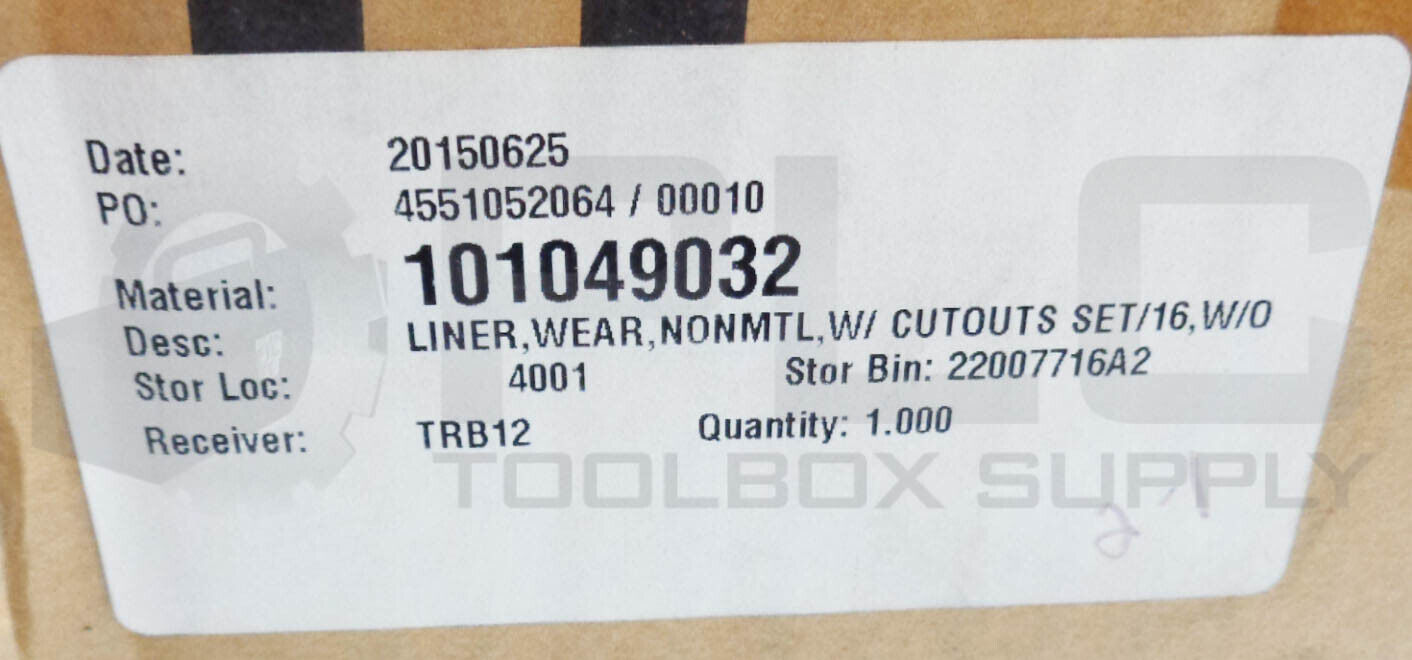 Date: 20150625
PO: 4551052064 / 00010
Material: 101049032
Desc: LINER,WEAR,NONMTL,W/ CUTOUTS SET/16,W/O
Stor Loc: 4001 Stor Bin: 22007716A2
Receiver: TRB12 Quantity: 1.000
PLC
TOOLBOX SUPPLY